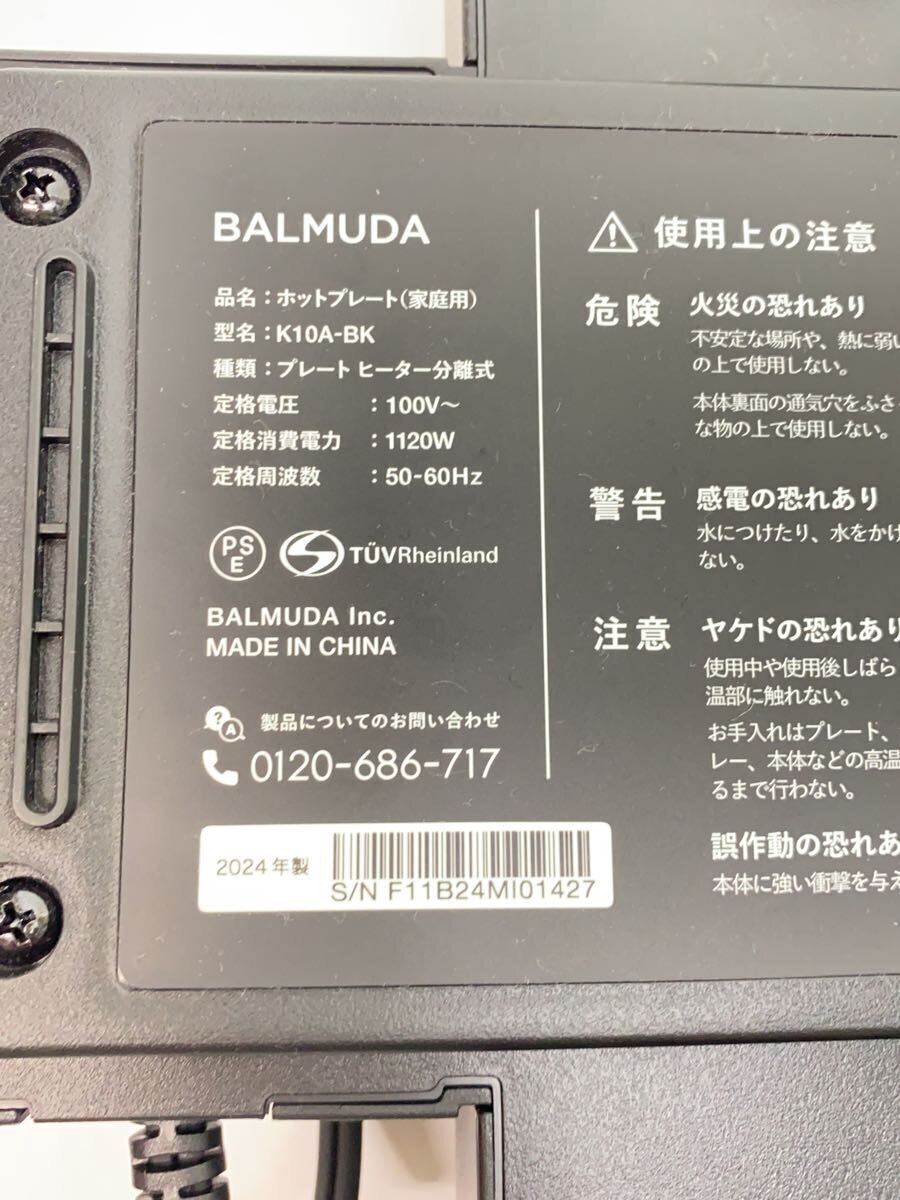 BALMUDA
品名：ホットプレート（家庭用）
型名：K10A-BK
種類：プレート ヒーター分離式
定格電圧　　：100V～
定格消費電力　：1120W
定格周波数　　：50-60Hz
PS
E
TÜVRheinland
BALMUDA Inc.
MADE IN CHINA
? A 製品についてのお問い合わせ
0120-686-717
2024年製
S/N F11B24MI01427
使用上の注意
危険　火災の恐れあり
不安定な場所や、熱に弱い
の上で使用しない。
本体裏面の通気穴をふさ
な物の上で使用しない。
警告　感電の恐れあり
水につけたり、水をかけ
ない。
注意　ヤケドの恐れあり
使用中や使用後しばら
温部に触れない。
お手入れはプレート、
レー、本体などの高温
るまで行わない。
誤作動の恐れあ
本体に強い衝撃を与え